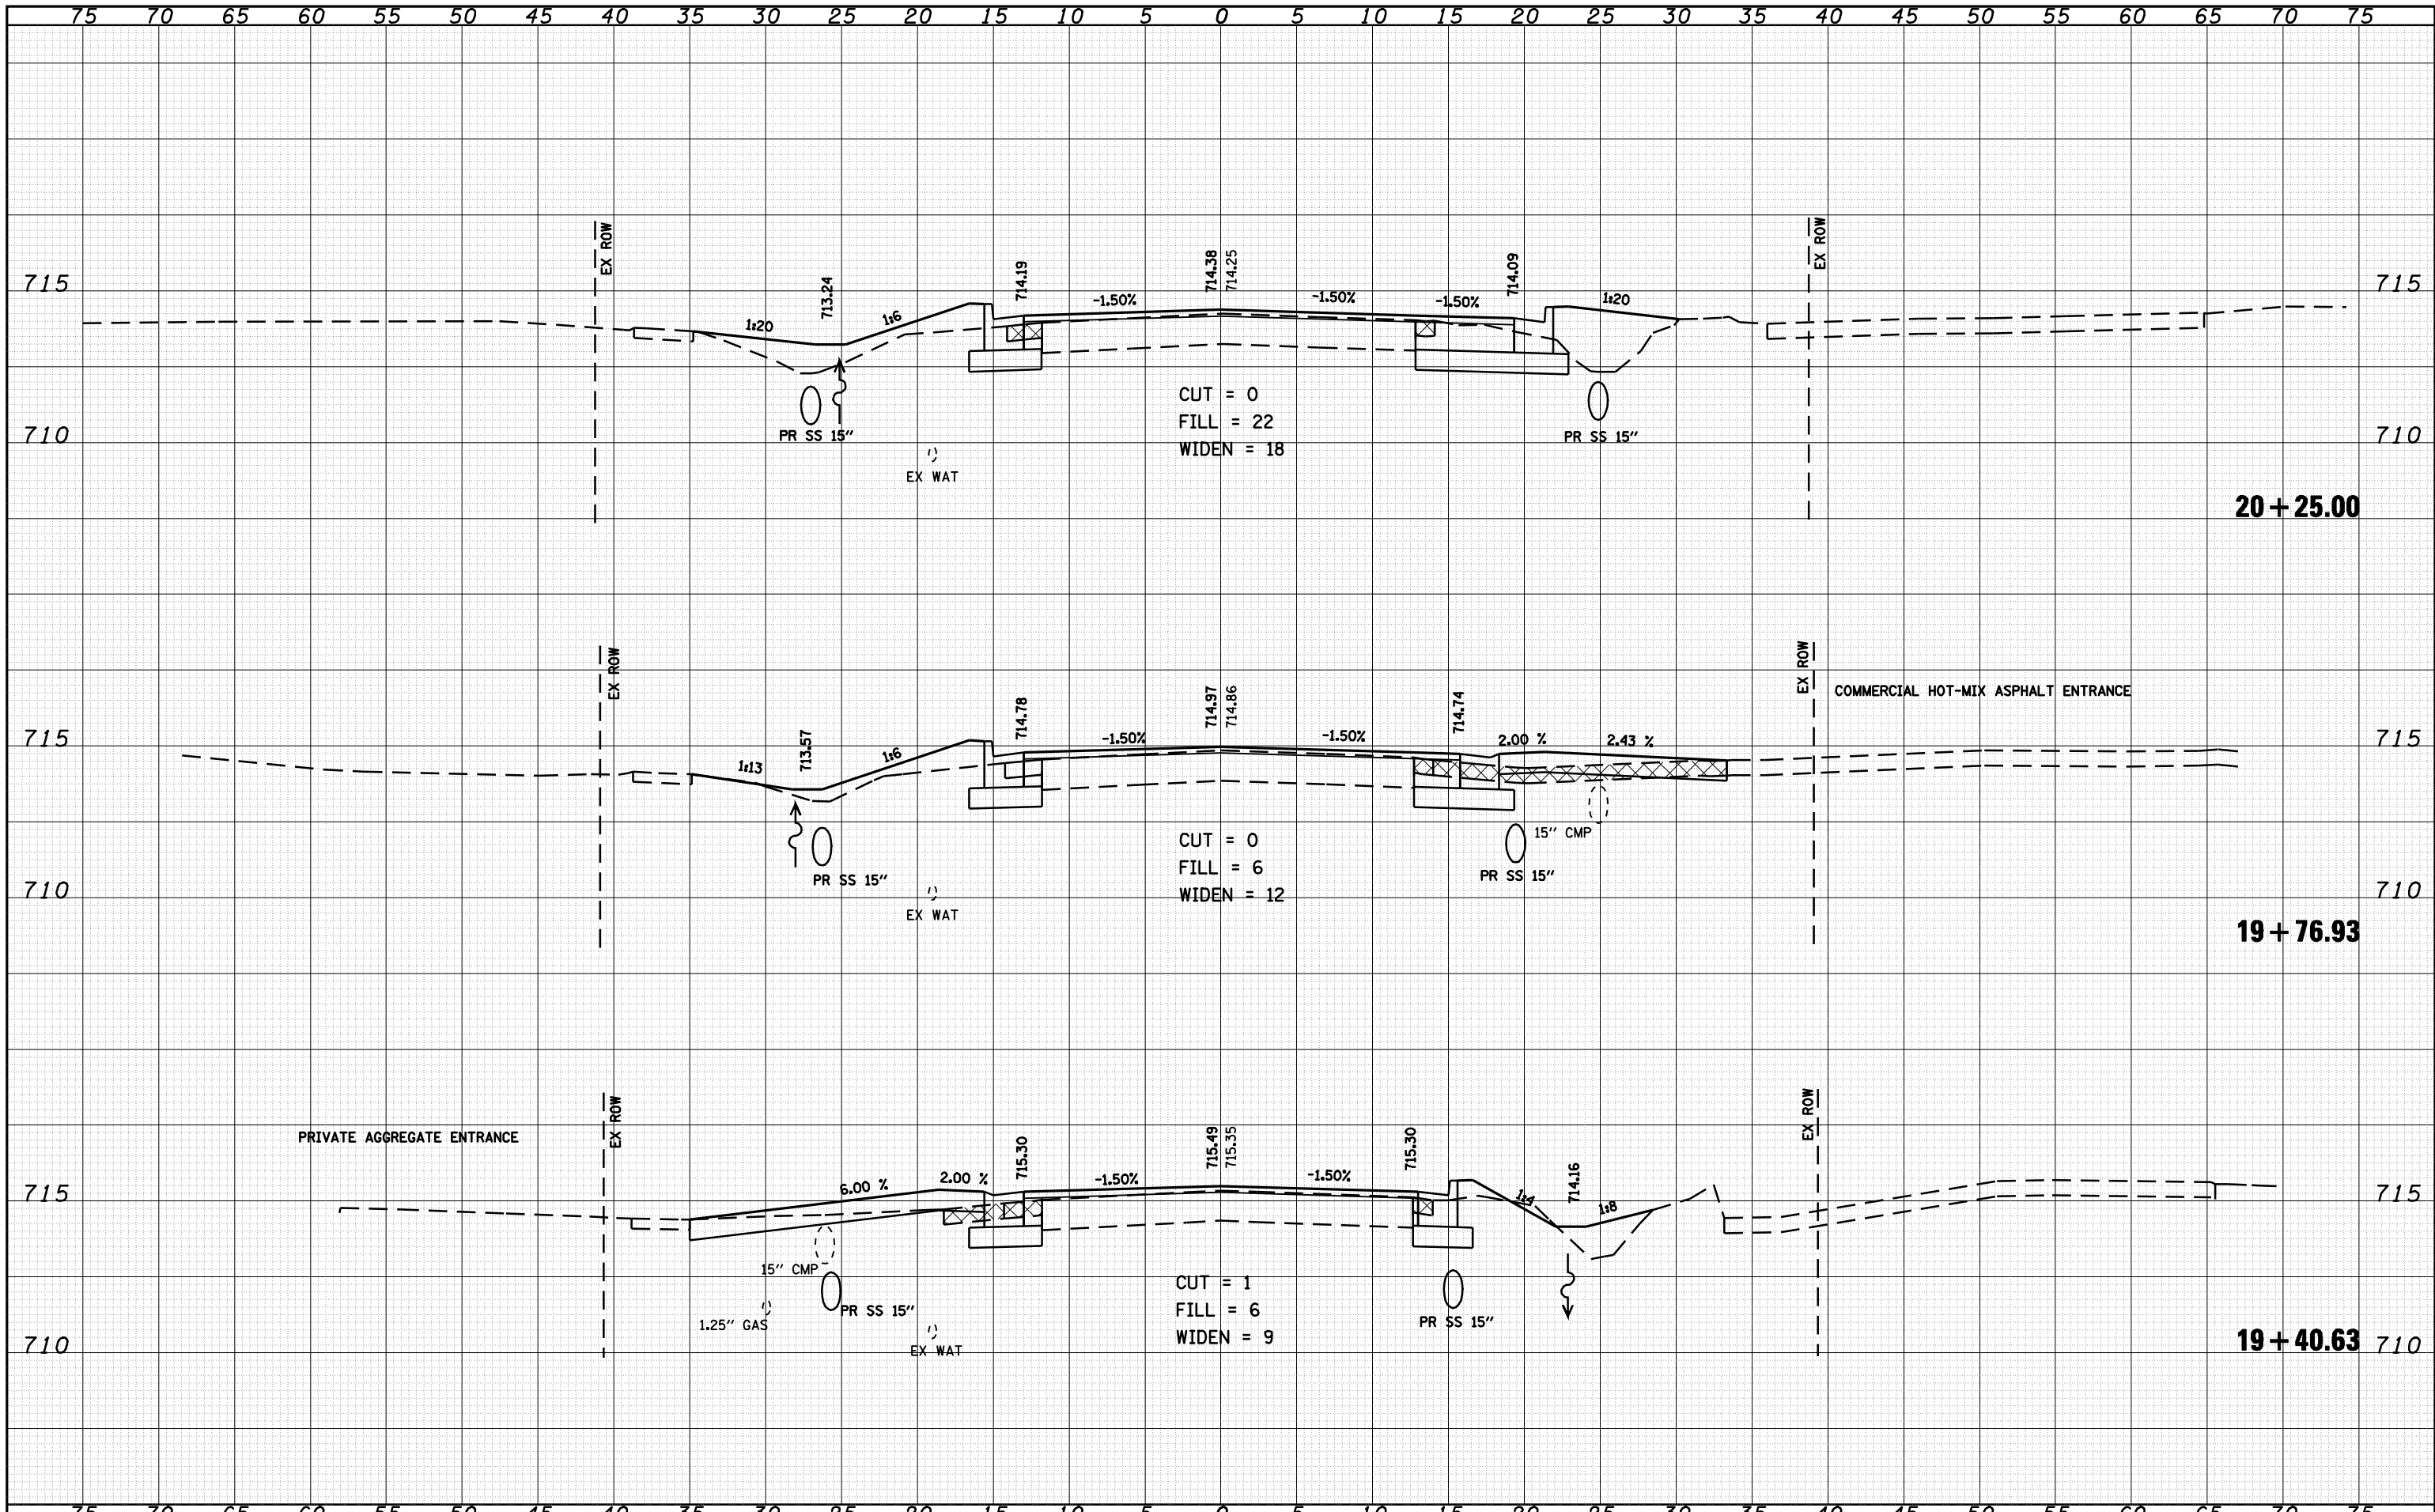 75 70 65 60 55 50 45 40 35 30 25 20 15 10 5 0 5 10 15 20 25 30 35 40 45 50 55 60 65 70 75
EX ROW
EX ROW
713.24
714.19
714.38
714.25
714.09
715
1:20
1:6
-1.50%
-1.50%
-1.50%
1:20
715
CUT = 0
FILL = 22
WIDEN = 18
710
PR SS 15"
PR SS 15"
710
EX WAT
20+25.00
EX ROW
EX ROW
COMMERCIAL HOT-MIX ASPHALT ENTRANCE
713.57
714.78
714.97
714.86
714.74
715
1:13
1:6
-1.50%
-1.50%
2.00 %
2.43 %
715
15" CMP
CUT = 0
FILL = 6
WIDEN = 12
PR SS 15"
PR SS 15"
710
710
EX WAT
19+76.93
EX ROW
EX ROW
PRIVATE AGGREGATE ENTRANCE
715.30
715.49
715.35
715.30
714.16
715
6.00 %
2.00 %
-1.50%
-1.50%
1:4
1:8
715
15" CMP
CUT = 1
FILL = 6
WIDEN = 9
PR SS 15"
1.25" GAS
PR SS 15"
710
EX WAT
19+40.63
710
75 70 65 60 55 50 45 40 35 30 25 20 15 10 5 0 5 10 15 20 25 30 35 40 45 50 55 60 65 70 75